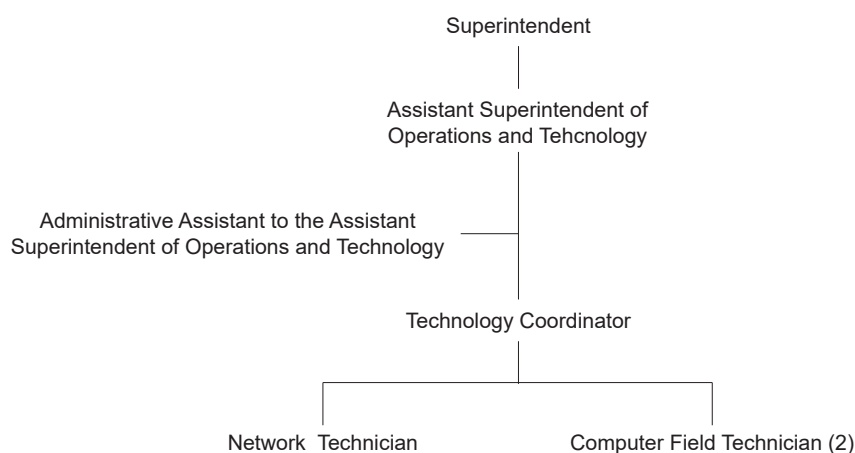 Superintendent
Assistant Superintendent of
Operations and Tehcnology
Administrative Assistant to the Assistant
Superintendent of Operations and Technology
Technology Coordinator
Network  Technician
Computer Field Technician (2)